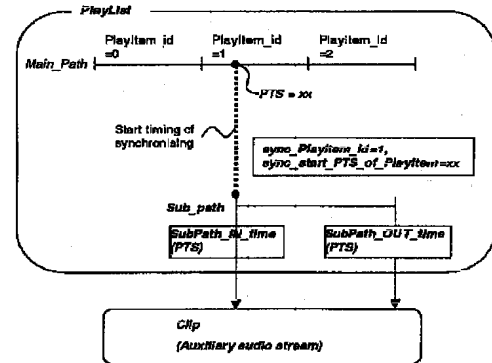 PlayList
PlayItem_id
=0
PlayItem_id
=1
PlayItem_id
=2
Main_Path
PTS = xx
Start timing of
synchronising
sync_PlayItem_id=1,
sync_start_PTS_of_PlayItem=xx
Sub_path
SubPath_IN_time
(PTS)
SubPath_OUT_time
(PTS)
Clip
(Auxiliary audio stream)